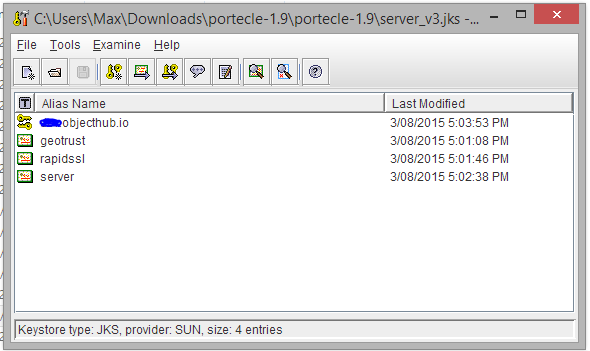 C:\Users\Max\Downloads\portecle-1.9\portecle-1.9\server_v3.jks -...
File Tools Examine Help
T Alias Name Last Modified
objecthub.io 3/08/2015 5:03:53 PM
geotrust 3/08/2015 5:01:08 PM
rapidssl 3/08/2015 5:01:46 PM
server 3/08/2015 5:02:38 PM
Keystore type: JKS, provider: SUN, size: 4 entries